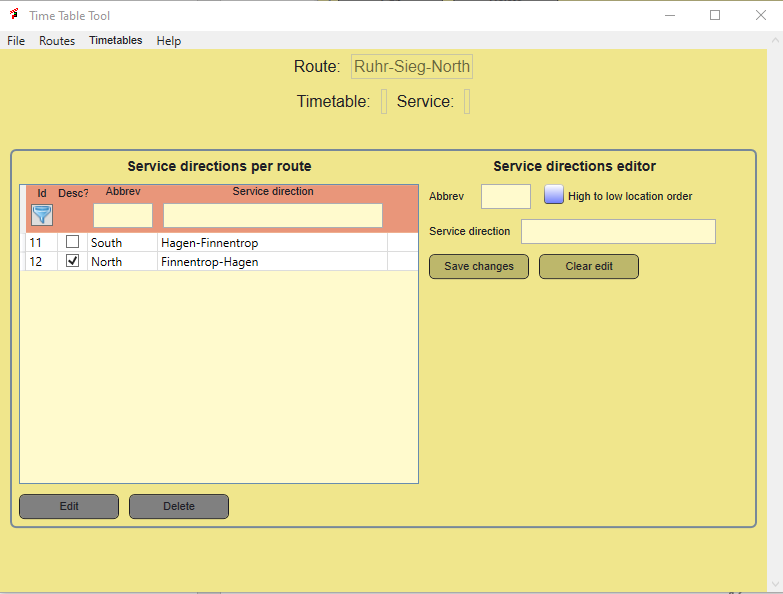 Time Table Tool
File Routes Timetables Help
Route: Ruhr-Sieg-North
Timetable: Service:
Service directions per route
Id Desc? Abbrev Service direction
11 South Hagen-Finnentrop
12 North Finnentrop-Hagen
Edit Delete
Service directions editor
Abbrev High to low location order
Service direction
Save changes Clear edit